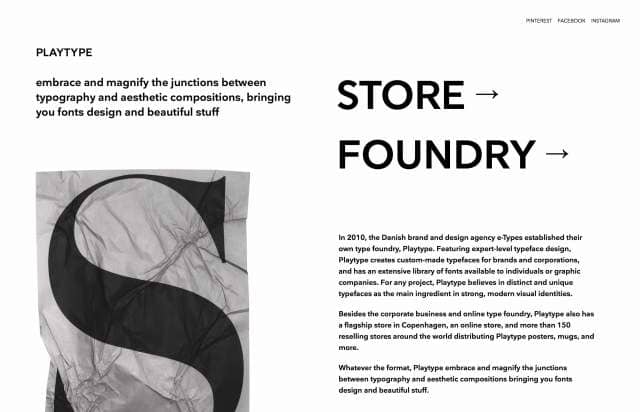 PINTEREST FACEBOOK INSTAGRAM
PLAYTYPE
embrace and magnify the junctions between
typography and aesthetic compositions, bringing
you fonts design and beautiful stuff
STORE →
FOUNDRY →
S
In 2010, the Danish brand and design agency e-Types established their
own type foundry, Playtype. Featuring expert-level typeface design,
Playtype creates custom-made typefaces for brands and corporations,
and has an extensive library of fonts available to individuals or graphic
companies. For any project, Playtype believes in distinct and unique
typefaces as the main ingredient in strong, modern visual identities.
Besides the corporate business and online type foundry, Playtype also has
a flagship store in Copenhagen, an online store, and more than 150
reselling stores around the world distributing Playtype posters, mugs, and
more.
Whatever the format, Playtype embrace and magnify the junctions
between typography and aesthetic compositions bringing you fonts
design and beautiful stuff.